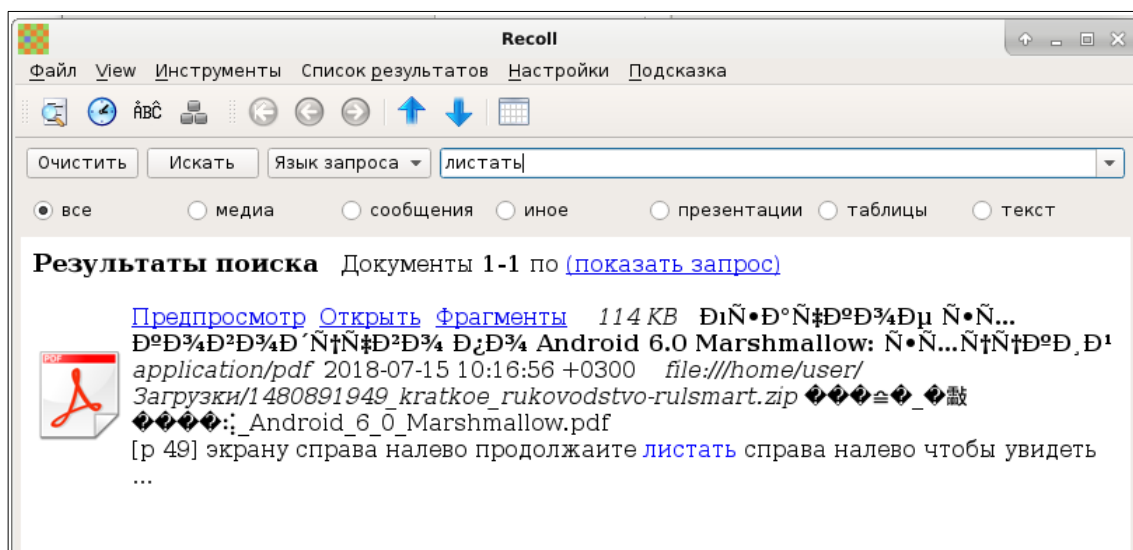 Recoll
Файл View Инструменты Список результатов Настройки Подсказка
ÂBĈ
Очистить Искать Язык запроса листать
все медиа сообщения иное презентации таблицы текст
Результаты поиска Документы 1-1 по (показать запрос)
Предпросмотр Открыть Фрагменты 114 KB
Android 6.0 Marshmallow:
PDF application/pdf 2018-07-15 10:16:56 +0300 file:///home/user/
Загрузки/1480891949_kratkoe_rukovodstvo-rulsmart.zip
_Android_6_0_Marshmallow.pdf
[p 49] экрану справа налево продолжаите листать справа налево чтобы увидеть
...